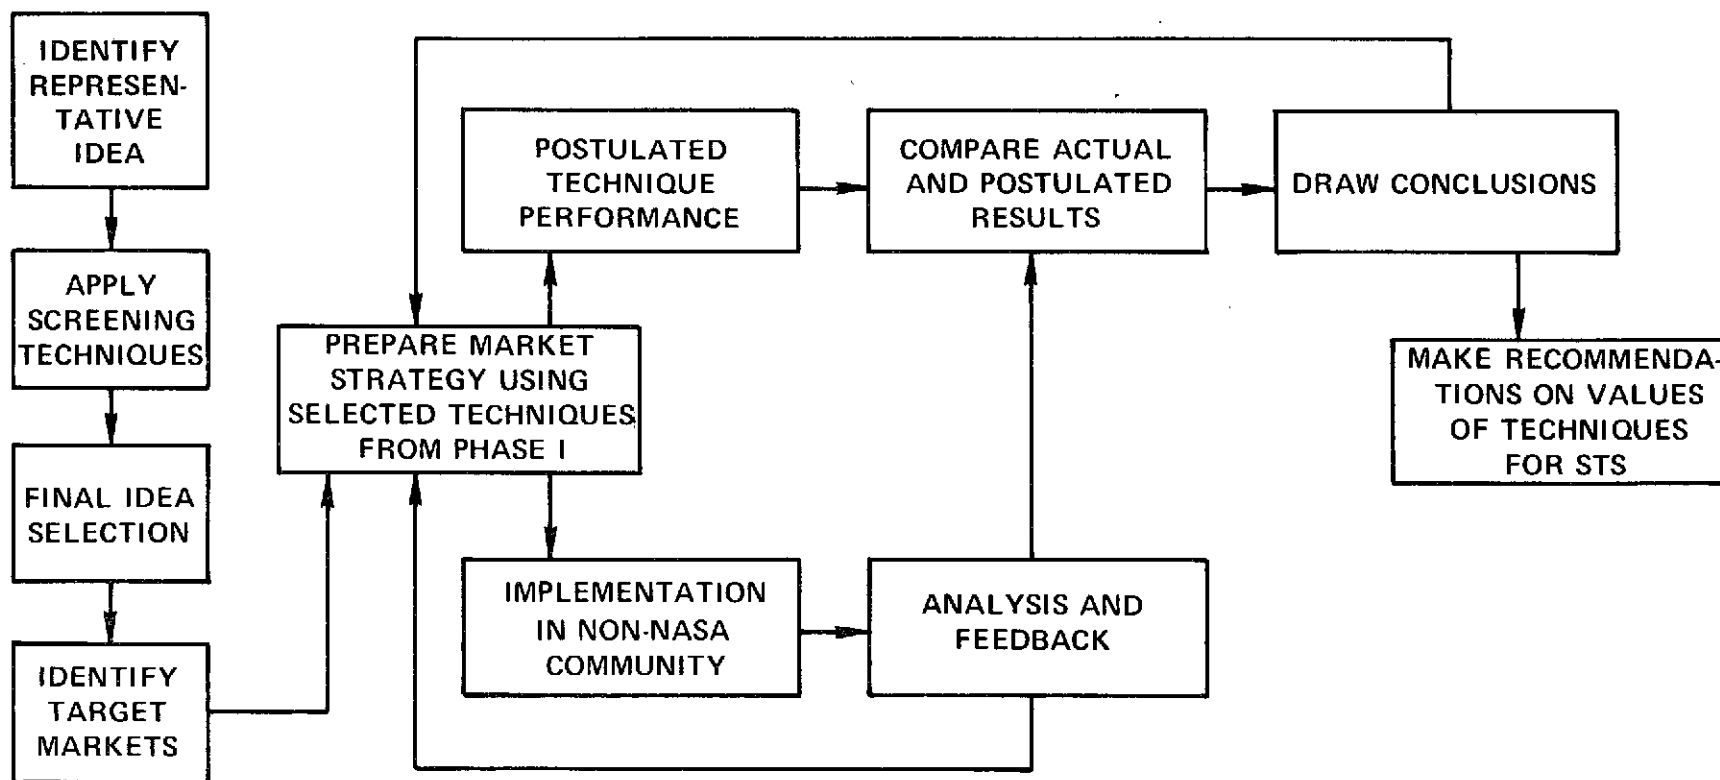 IDENTIFY
REPRESEN-
TATIVE
IDEA
APPLY
SCREENING
TECHNIQUES
FINAL IDEA
SELECTION
IDENTIFY
TARGET
MARKETS
PREPARE MARKET
STRATEGY USING
SELECTED TECHNIQUES
FROM PHASE I
POSTULATED
TECHNIQUE
PERFORMANCE
COMPARE ACTUAL
AND POSTULATED
RESULTS
DRAW CONCLUSIONS
MAKE RECOMMENDA-
TIONS ON VALUES
OF TECHNIQUES
FOR STS
IMPLEMENTATION
IN NON-NASA
COMMUNITY
ANALYSIS AND
FEEDBACK